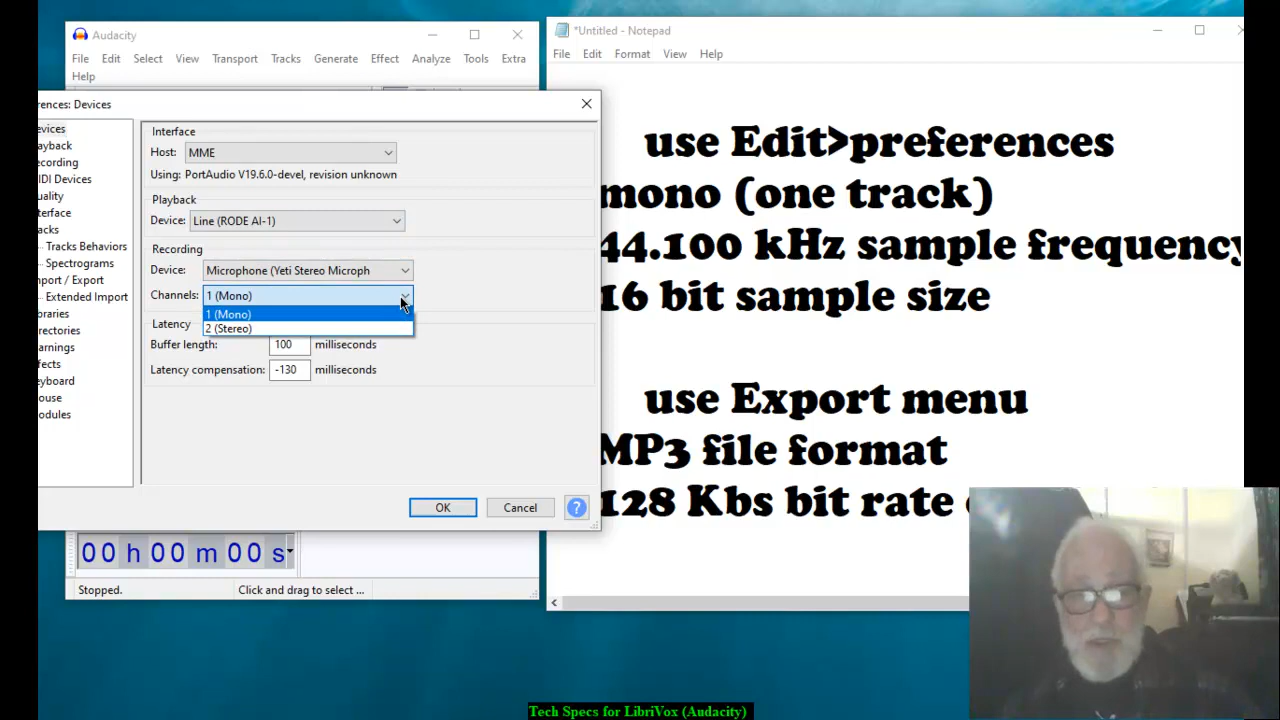 Audacity
File Edit Select View Transport Tracks Generate Effect Analyze Tools Extra
Help
rences: Devices
evices
ayback
ecording
IDI Devices
uality
terface
acks
Tracks Behaviors
Spectrograms
port / Export
Extended Import
braries
irectories
arnings
fects
eyboard
ouse
odules
Interface
Host: MME
Using: PortAudio V19.6.0-devel, revision unknown
Playback
Device: Line (RODE AI-1)
Recording
Device: Microphone (Yeti Stereo Microph
Channels: 1 (Mono)
1 (Mono)
2 (Stereo)
Latency
Buffer length: 100 milliseconds
Latency compensation: -130 milliseconds
OK Cancel ?
00 h 00 m 00 s
Stopped. Click and drag to select ...
*Untitled - Notepad
File Edit Format View Help
use Edit>preferences
mono (one track)
44.100 kHz sample frequency
16 bit sample size
use Export menu
MP3 file format
128 Kbs bit rate
Tech Specs for LibriVox (Audacity)